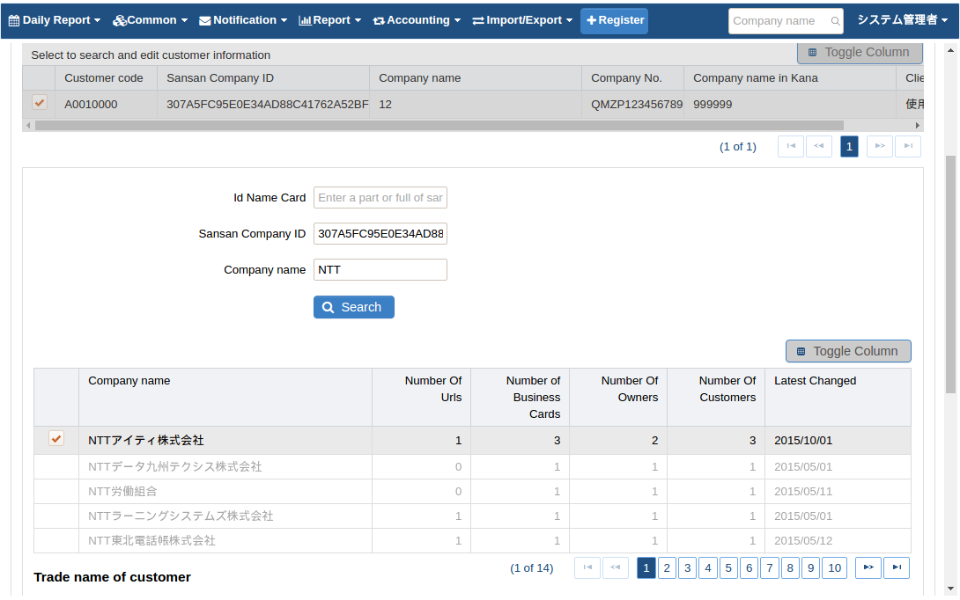 Daily Report Common Notification Report Accounting Import/Export Register Company name システム管理者
Select to search and edit customer information Toggle Column
Customer code Sansan Company ID Company name Company No. Company name in Kana Clie
A0010000 307A5FC95E0E34AD88C41762A52BF 12 QMZP123456789 999999 使用
(1 of 1) 1
Id Name Card Enter a part or full of sar
Sansan Company ID 307A5FC95E0E34AD88
Company name NTT
Search
Toggle Column
Company name Number Of Urls Number of Business Cards Number Of Owners Number Of Customers Latest Changed
NTTアイティ株式会社 1 3 2 3 2015/10/01
NTTデータ九州テクシス株式会社 0 1 1 1 2015/05/01
NTT労働組合 0 1 1 1 2015/05/11
NTTラーニングシステムズ株式会社 1 1 1 1 2015/05/01
NTT東北電話帳株式会社 1 1 1 1 2015/05/12
(1 of 14) 1 2 3 4 5 6 7 8 9 10
Trade name of customer